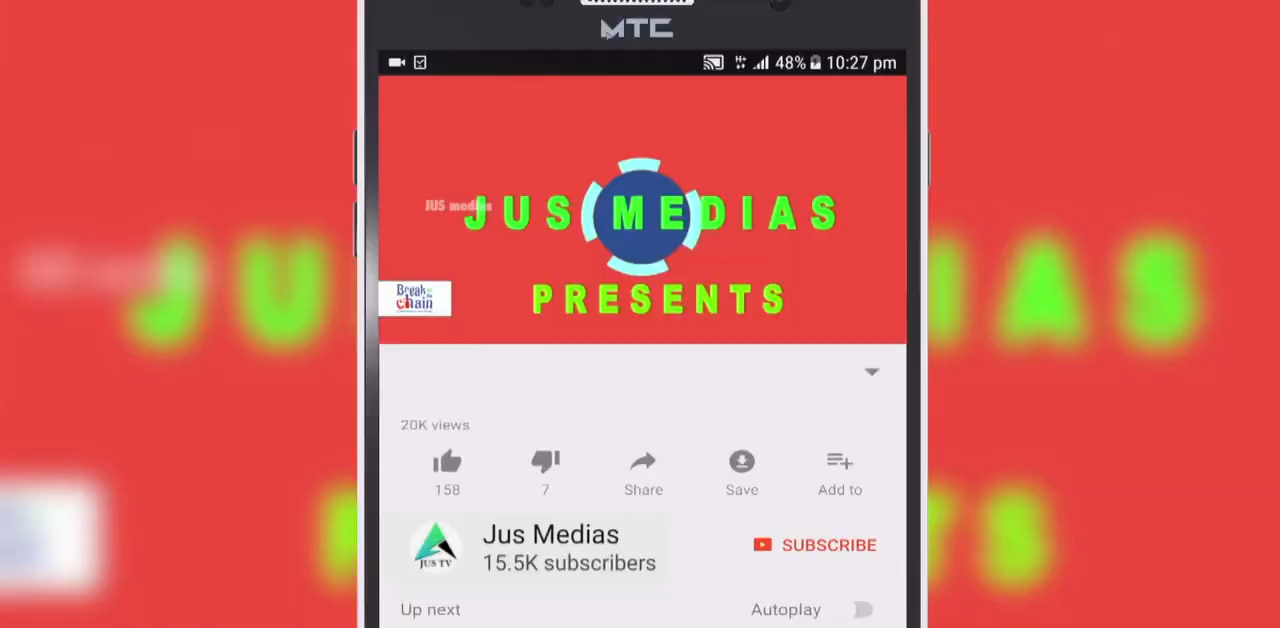 MTC
48% 10:27 pm
JUS medias
JUS MEDIAS
Break the chain
PRESENTS
20K views
158
7
Share
Save
Add to
JUS TV
Jus Medias
15.5K subscribers
SUBSCRIBE
Up next
Autoplay